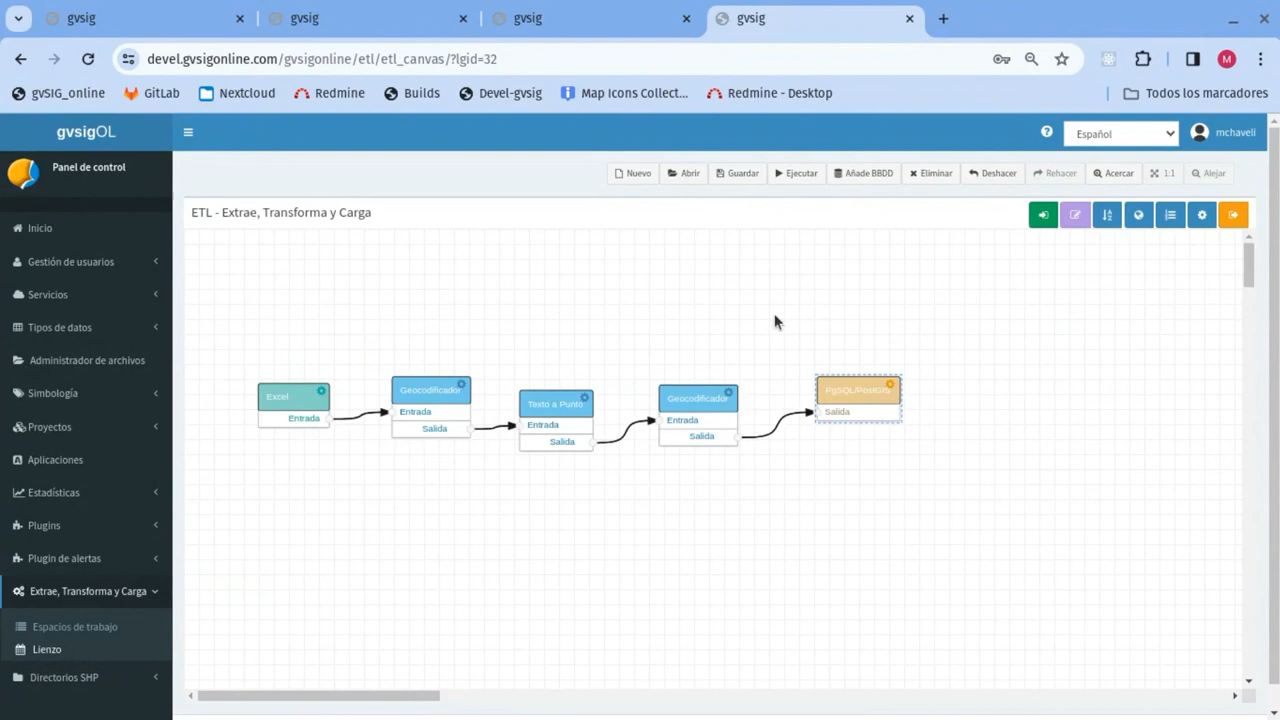 gvsig
gvsig
gvsig
gvsig
devel.gvsigonline.com/gvsigonline/etl/etl_canvas/?lgid=32
M
gvSIG_online
GitLab
Nextcloud
Redmine
Builds
Devel-gvsig
Map Icons Collect...
Redmine - Desktop
Todos los marcadores
gvsigOL
Español
mchaveli
Panel de control
Nuevo
Abrir
Guardar
Ejecutar
Añade BBDD
Eliminar
Deshacer
Rehacer
Acercar
1:1
Alejar
ETL - Extrae, Transforma y Carga
Inicio
Gestión de usuarios
Servicios
Tipos de datos
Administrador de archivos
Simbología
Proyectos
Aplicaciones
Estadísticas
Plugins
Plugin de alertas
Extrae, Transforma y Carga
Espacios de trabajo
Lienzo
Directorios SHP
Excel
Entrada
Geocodificador
Entrada
Salida
Texto a Punto
Entrada
Salida
Geocodificador
Entrada
Salida
PgSQL/PostGIS
Salida